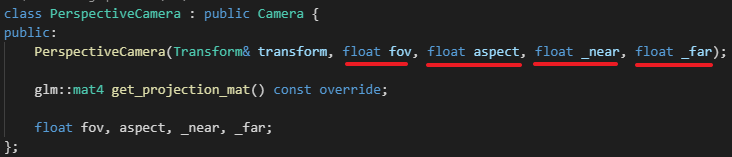 class PerspectiveCamera : public Camera {
public:
PerspectiveCamera(Transform& transform, float fov, float aspect, float _near, float _far);
glm::mat4 get_projection_mat() const override;
float fov, aspect, _near, _far;
};